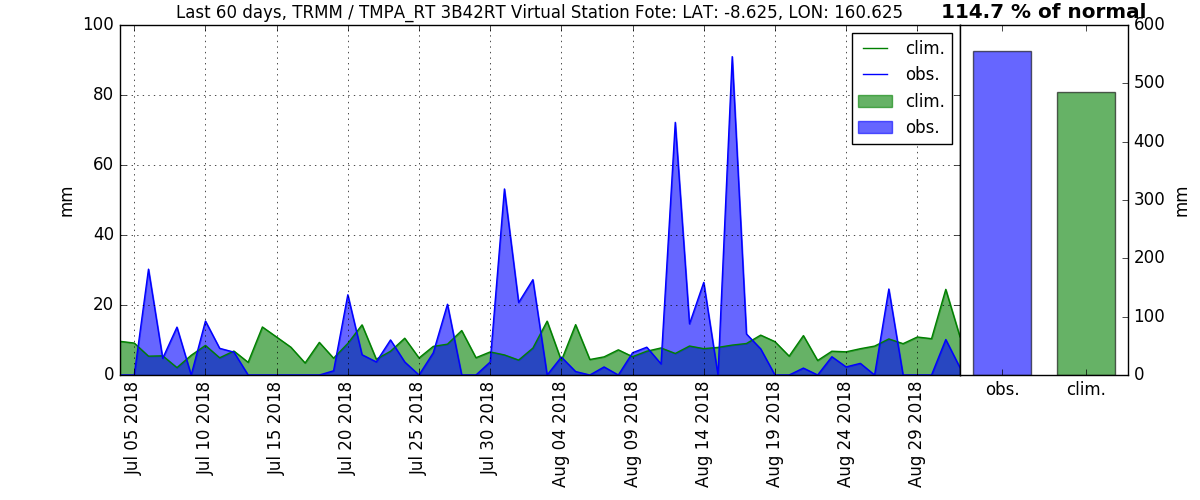 Last 60 days, TRMM / TMPA_RT 3B42RT Virtual Station Fote: LAT: -8.625, LON: 160.625
114.7 % of normal
100
80
60
40
20
0
mm
clim.
obs.
clim.
obs.
600
500
400
300
200
100
0
mm
Jul 05 2018
Jul 10 2018
Jul 15 2018
Jul 20 2018
Jul 25 2018
Jul 30 2018
Aug 04 2018
Aug 09 2018
Aug 14 2018
Aug 19 2018
Aug 24 2018
Aug 29 2018
obs.
clim.